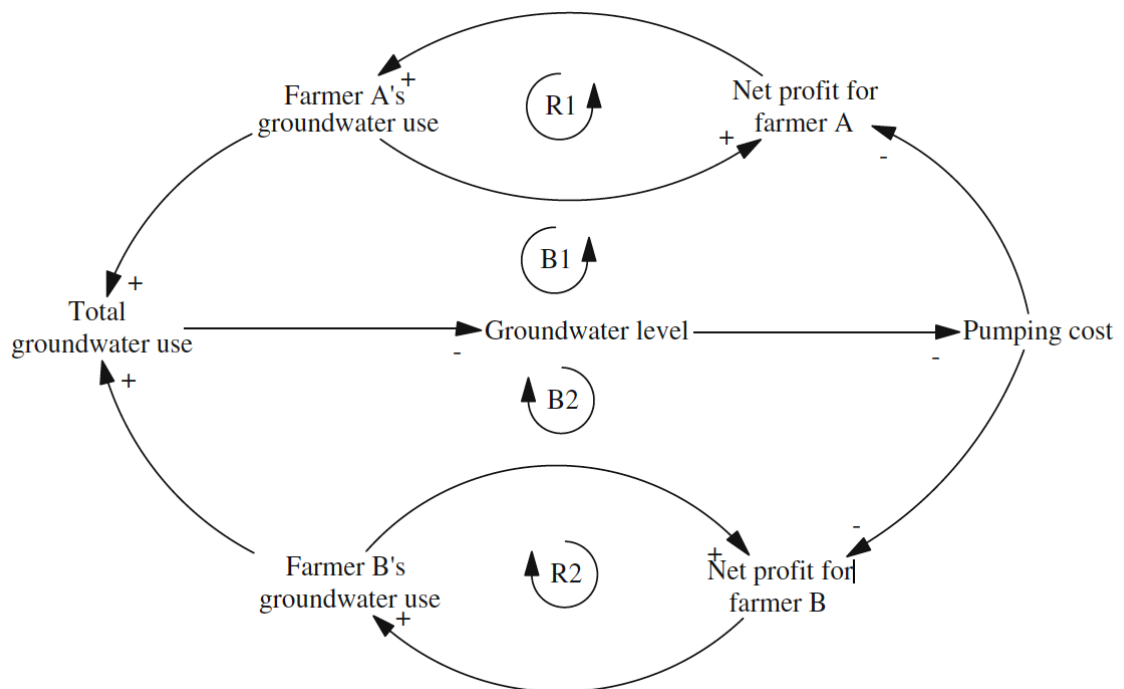 Farmer A's
groundwater use
+
R1
Net profit for
farmer A
+
-
B1
+
Total
groundwater use
-
Groundwater level
-
Pumping cost
+
B2
-
Farmer B's
groundwater use
+
R2
+
Net profit for
farmer B